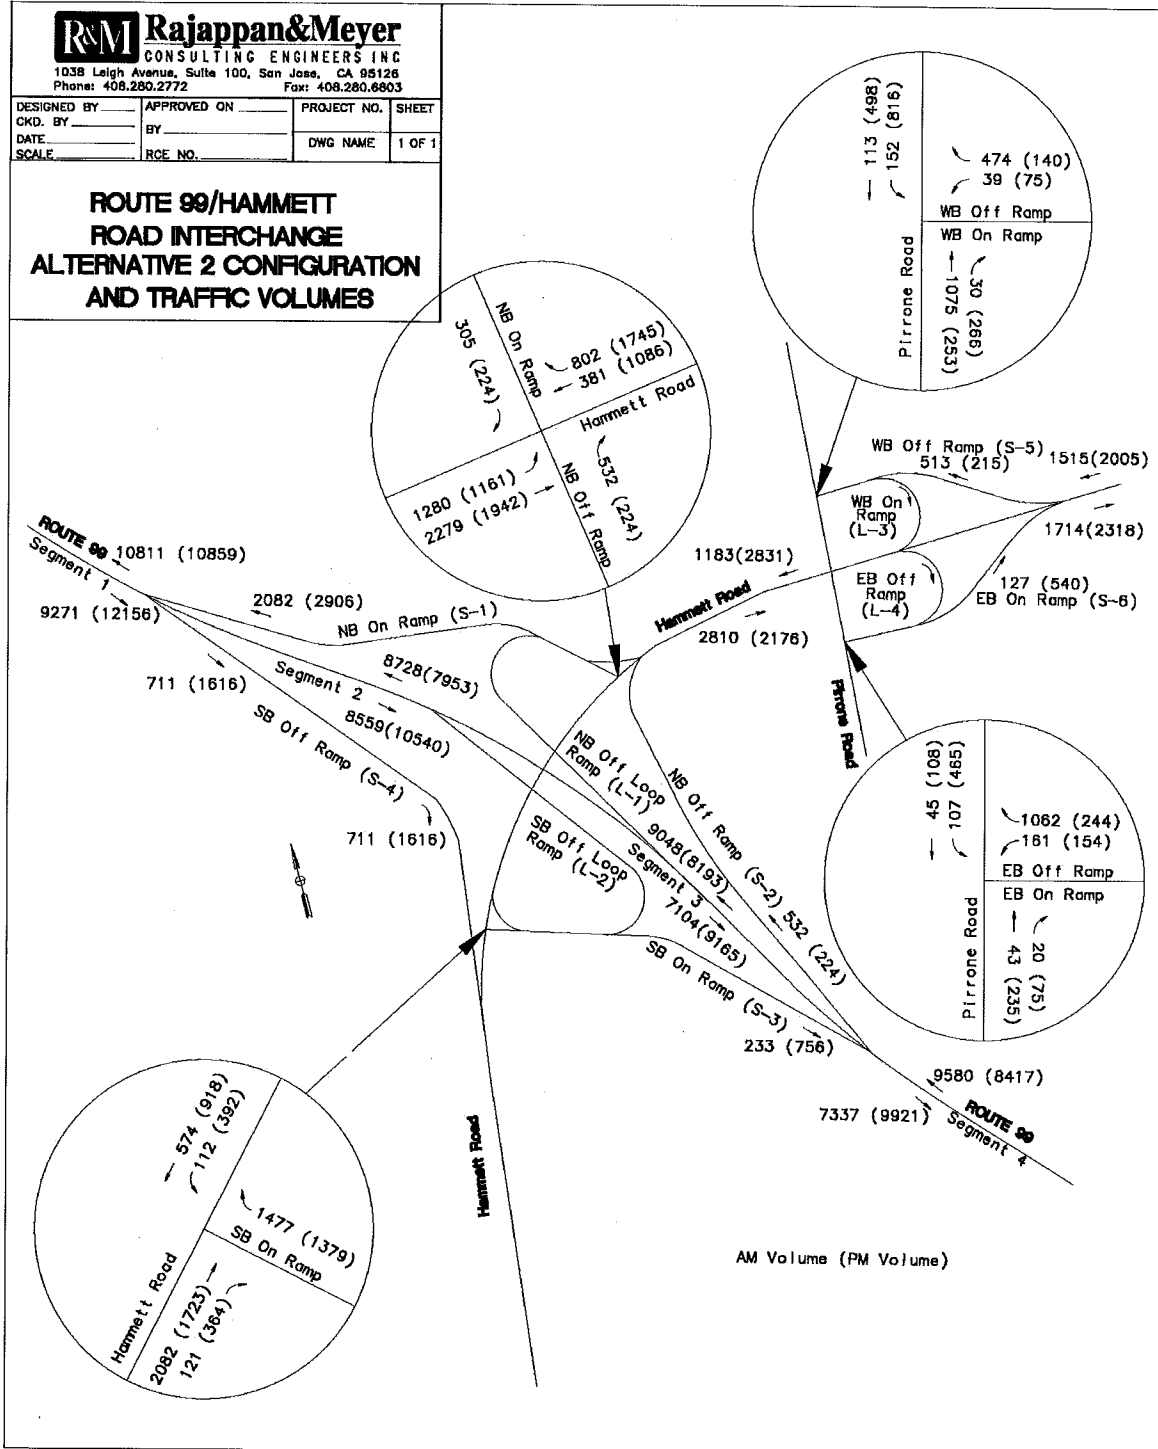 R&M Rajappan&Meyer
CONSULTING ENGINEERS INC
1038 Leigh Avenue, Suite 100, San Jose, CA 95126
Phone: 408.280.2772 Fax: 408.280.6803
DESIGNED BY
CKD. BY
DATE
SCALE
APPROVED ON
BY
RCE NO.
PROJECT NO.
DWG NAME
SHEET
1 OF 1
ROUTE 99/HAMMETT
ROAD INTERCHANGE
ALTERNATIVE 2 CONFIGURATION
AND TRAFFIC VOLUMES
113 (498)
152 (816)
474 (140)
39 (75)
WB Off Ramp
WB On Ramp
Pirrone Road
1075 (253)
30 (266)
305 (224)
NB On Ramp
802 (1745)
381 (1086)
Hammett Road
1280 (1161)
2279 (1942)
NB Off Ramp
532 (224)
WB Off Ramp (S-5)
513 (215)
1515(2005)
WB On
Ramp
(L-3)
1714(2318)
1183(2831)
EB Off
Ramp
(L-4)
127 (540)
EB On Ramp (S-6)
Hammett Road
2810 (2176)
Pirrone Road
ROUTE 99
Segment 1
10811 (10859)
9271 (12156)
2082 (2906)
NB On Ramp (S-1)
8728(7953)
Segment 2
8559(10540)
711 (1616)
SB Off Ramp (S-4)
711 (1616)
NB Off Loop
Ramp (L-1)
SB Off Loop
Ramp (L-2)
9048(8193)
Segment 3
7104(9165)
NB Off Ramp (S-2)
532 (224)
SB On Ramp (S-3)
233 (756)
45 (108)
107 (465)
1062 (244)
161 (154)
EB Off Ramp
EB On Ramp
Pirrone Road
43 (235)
20 (75)
9580 (8417)
7337 (9921)
ROUTE 99
Segment 4
Hammett Road
574 (918)
112 (392)
1477 (1379)
SB On Ramp
Hammett Road
2082 (1723)
121 (364)
AM Volume (PM Volume)